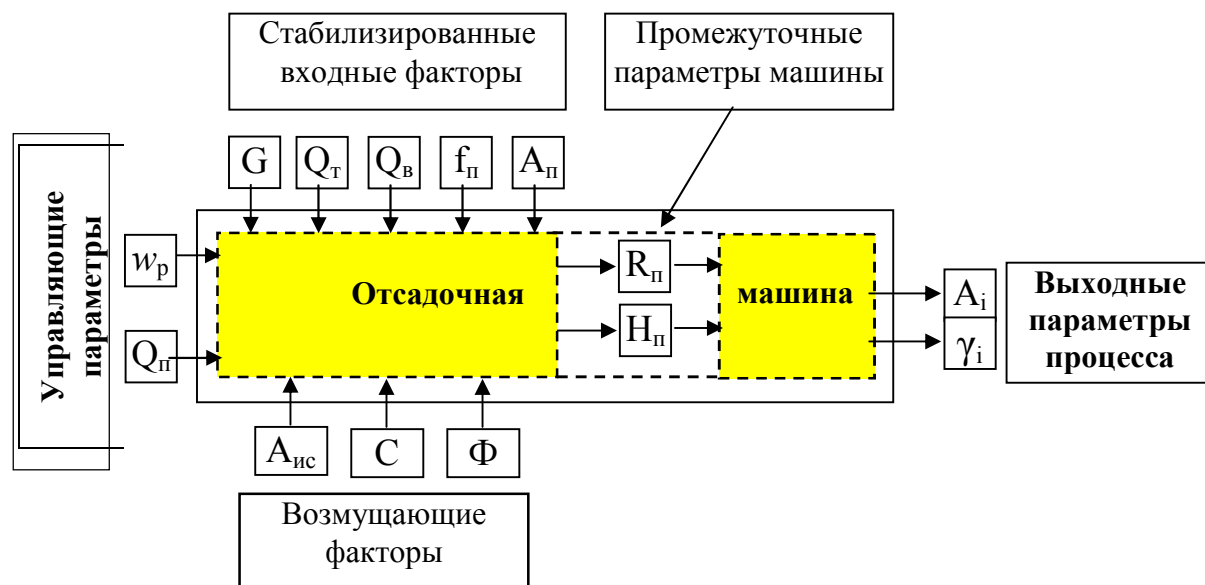 Стабилизированные
входные факторы
Промежуточные
параметры машины
Управляющие
параметры
G
Qт
Qв
fп
Aп
wр
Qп
Отсадочная
Rп
Hп
машина
Ai
γi
Выходные
параметры
процесса
Aис
С
Ф
Возмущающие
факторы